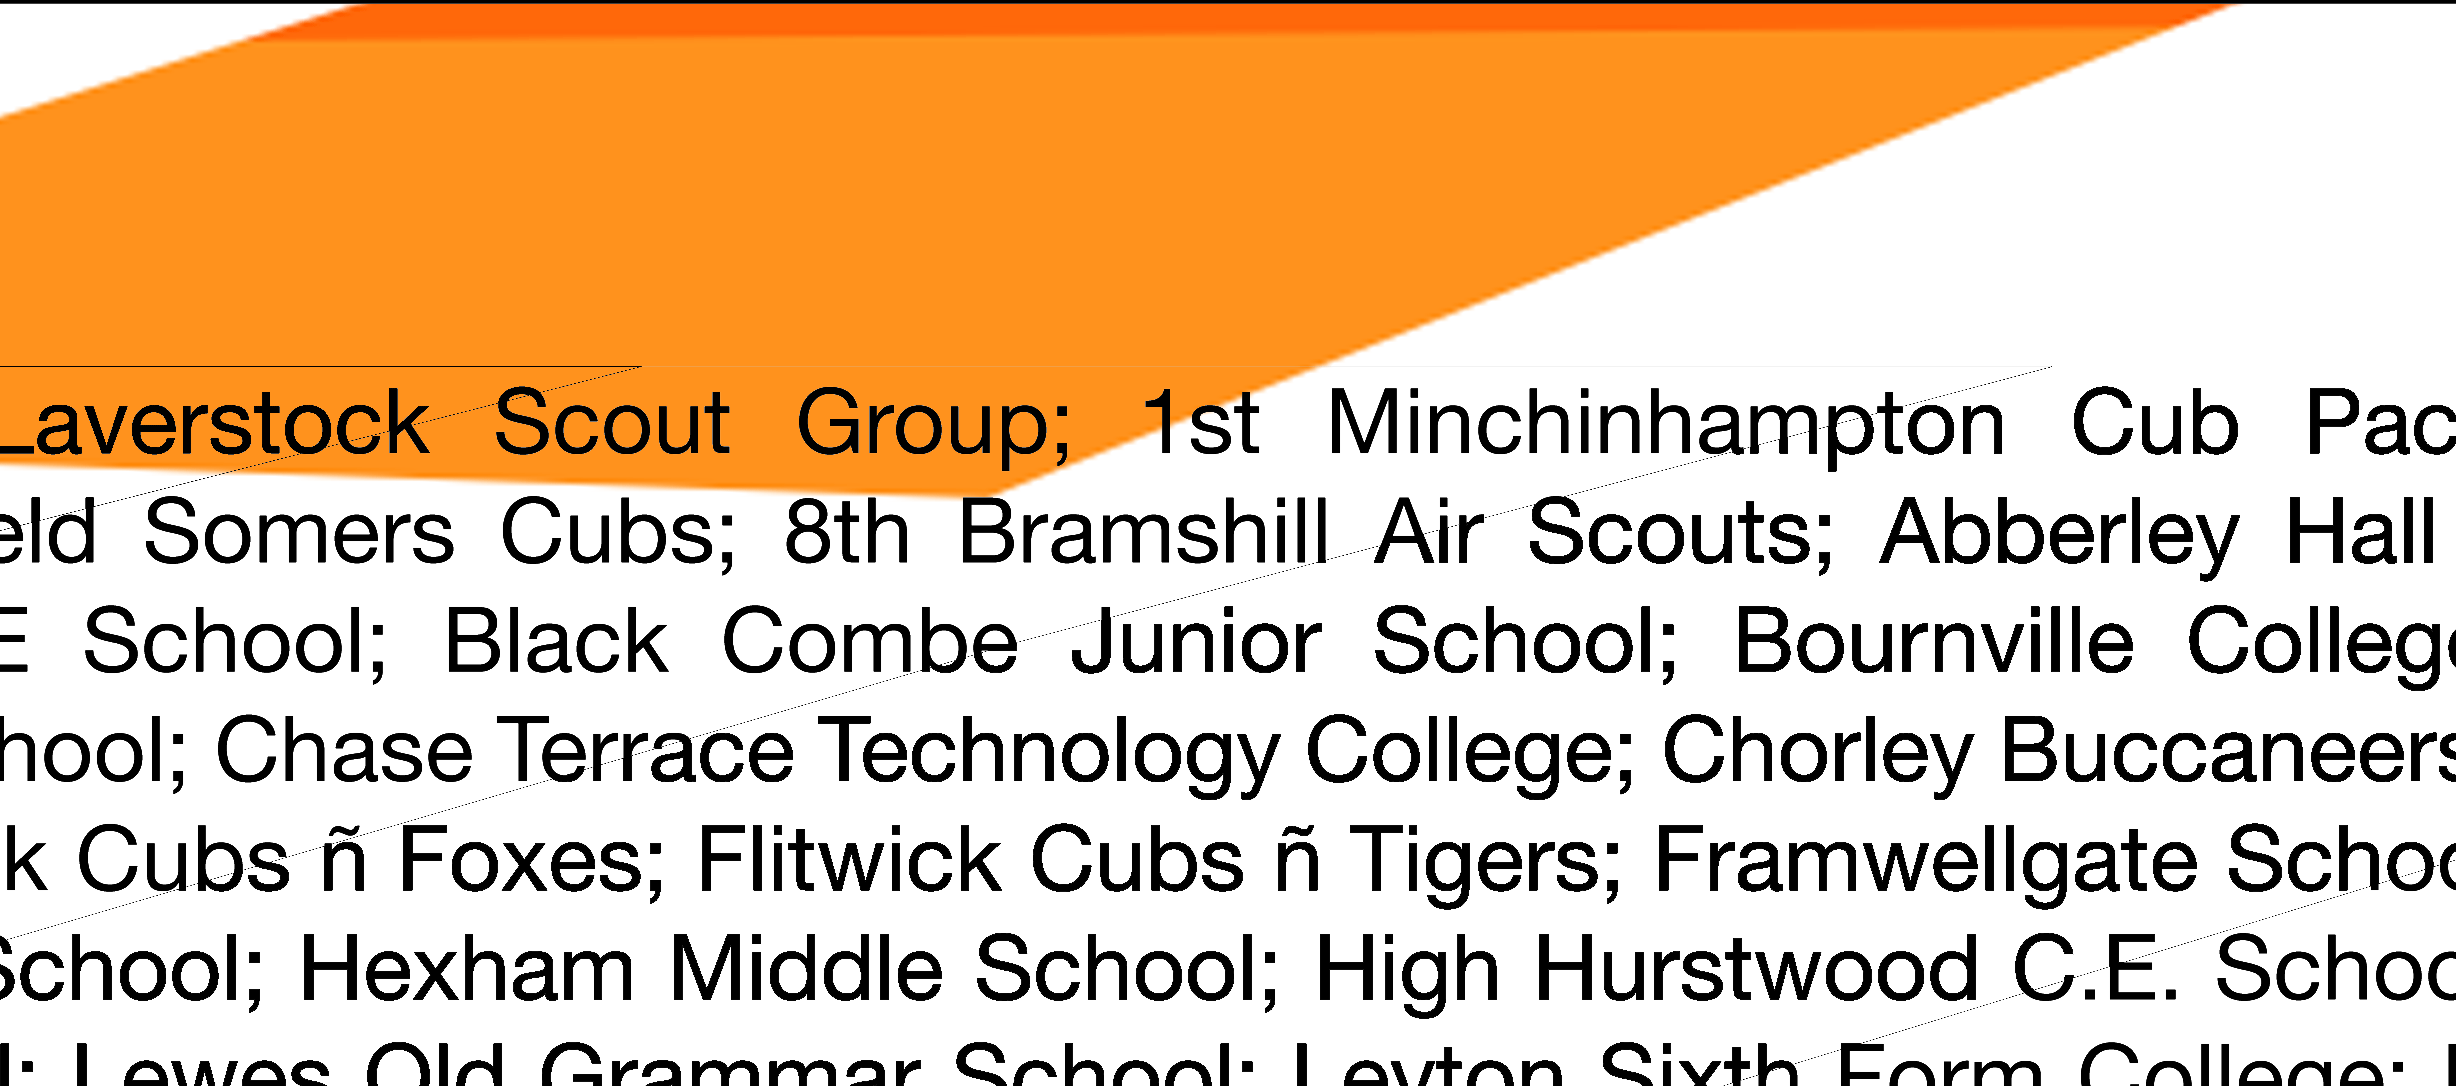 Laverstock Scout Group; 1st Minchinhampton Cub Pac
eld Somers Cubs; 8th Bramshill Air Scouts; Abberley Hall
E School; Black Combe Junior School; Bournville College
hool; Chase Terrace Technology College; Chorley Buccaneers
k Cubs ñ Foxes; Flitwick Cubs ñ Tigers; Framwellgate Schoo
School; Hexham Middle School; High Hurstwood C.E. Schoo
l; Lewes Old Grammar School; Leyton Sixth Form College;